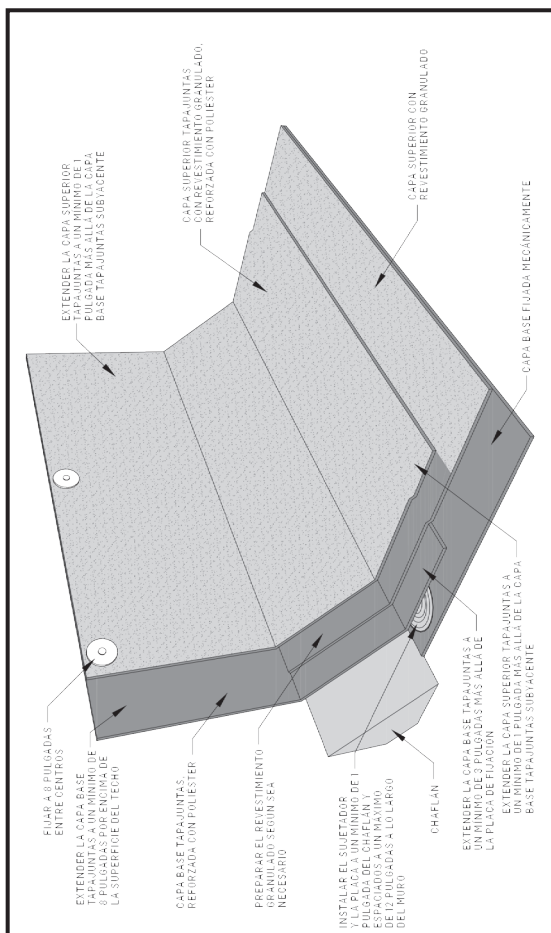 FIJAR A 8 PULGADAS
ENTRE CENTROS
EXTENDER LA CAPA BASE
TAPAJUNTAS A UN MÍNIMO DE
8 PULGADAS POR ENCIMA DE
LA SUPERFICIE DEL TECHO
CAPA BASE TAPAJUNTAS
REFORZADA CON POLIÉSTER
PREPARAR EL REVESTIMIENTO
GRANULADO SEGÚN SEA
NECESARIO
INSTALAR EL SUJETADOR
Y LA PLACA A UN MÍNIMO DE 1
PULGADA DEL CHAFLÁN Y
ESPACIADOS A UN MÁXIMO
DE 12 PULGADAS A LO LARGO
DEL MURO
CHAFLÁN
EXTENDER LA CAPA BASE TAPAJUNTAS A
UN MÍNIMO DE 3 PULGADAS MÁS ALLÁ DE
LA PLACA DE FIJACIÓN
EXTENDER LA CAPA SUPERIOR TAPAJUNTAS A
UN MÍNIMO DE 1 PULGADA MÁS ALLÁ DE LA CAPA
BASE TAPAJUNTAS SUBYACENTE
EXTENDER LA CAPA SUPERIOR
TAPAJUNTAS A UN MÍNIMO DE 1
PULGADA MÁS ALLÁ DE LA CAPA
BASE TAPAJUNTAS SUBYACENTE
CAPA SUPERIOR TAPAJUNTAS
CON REVESTIMIENTO GRANULADO,
REFORZADA CON POLIÉSTER
CAPA SUPERIOR CON
REVESTIMIENTO GRANULADO
CAPA BASE FIJADA MECÁNICAMENTE